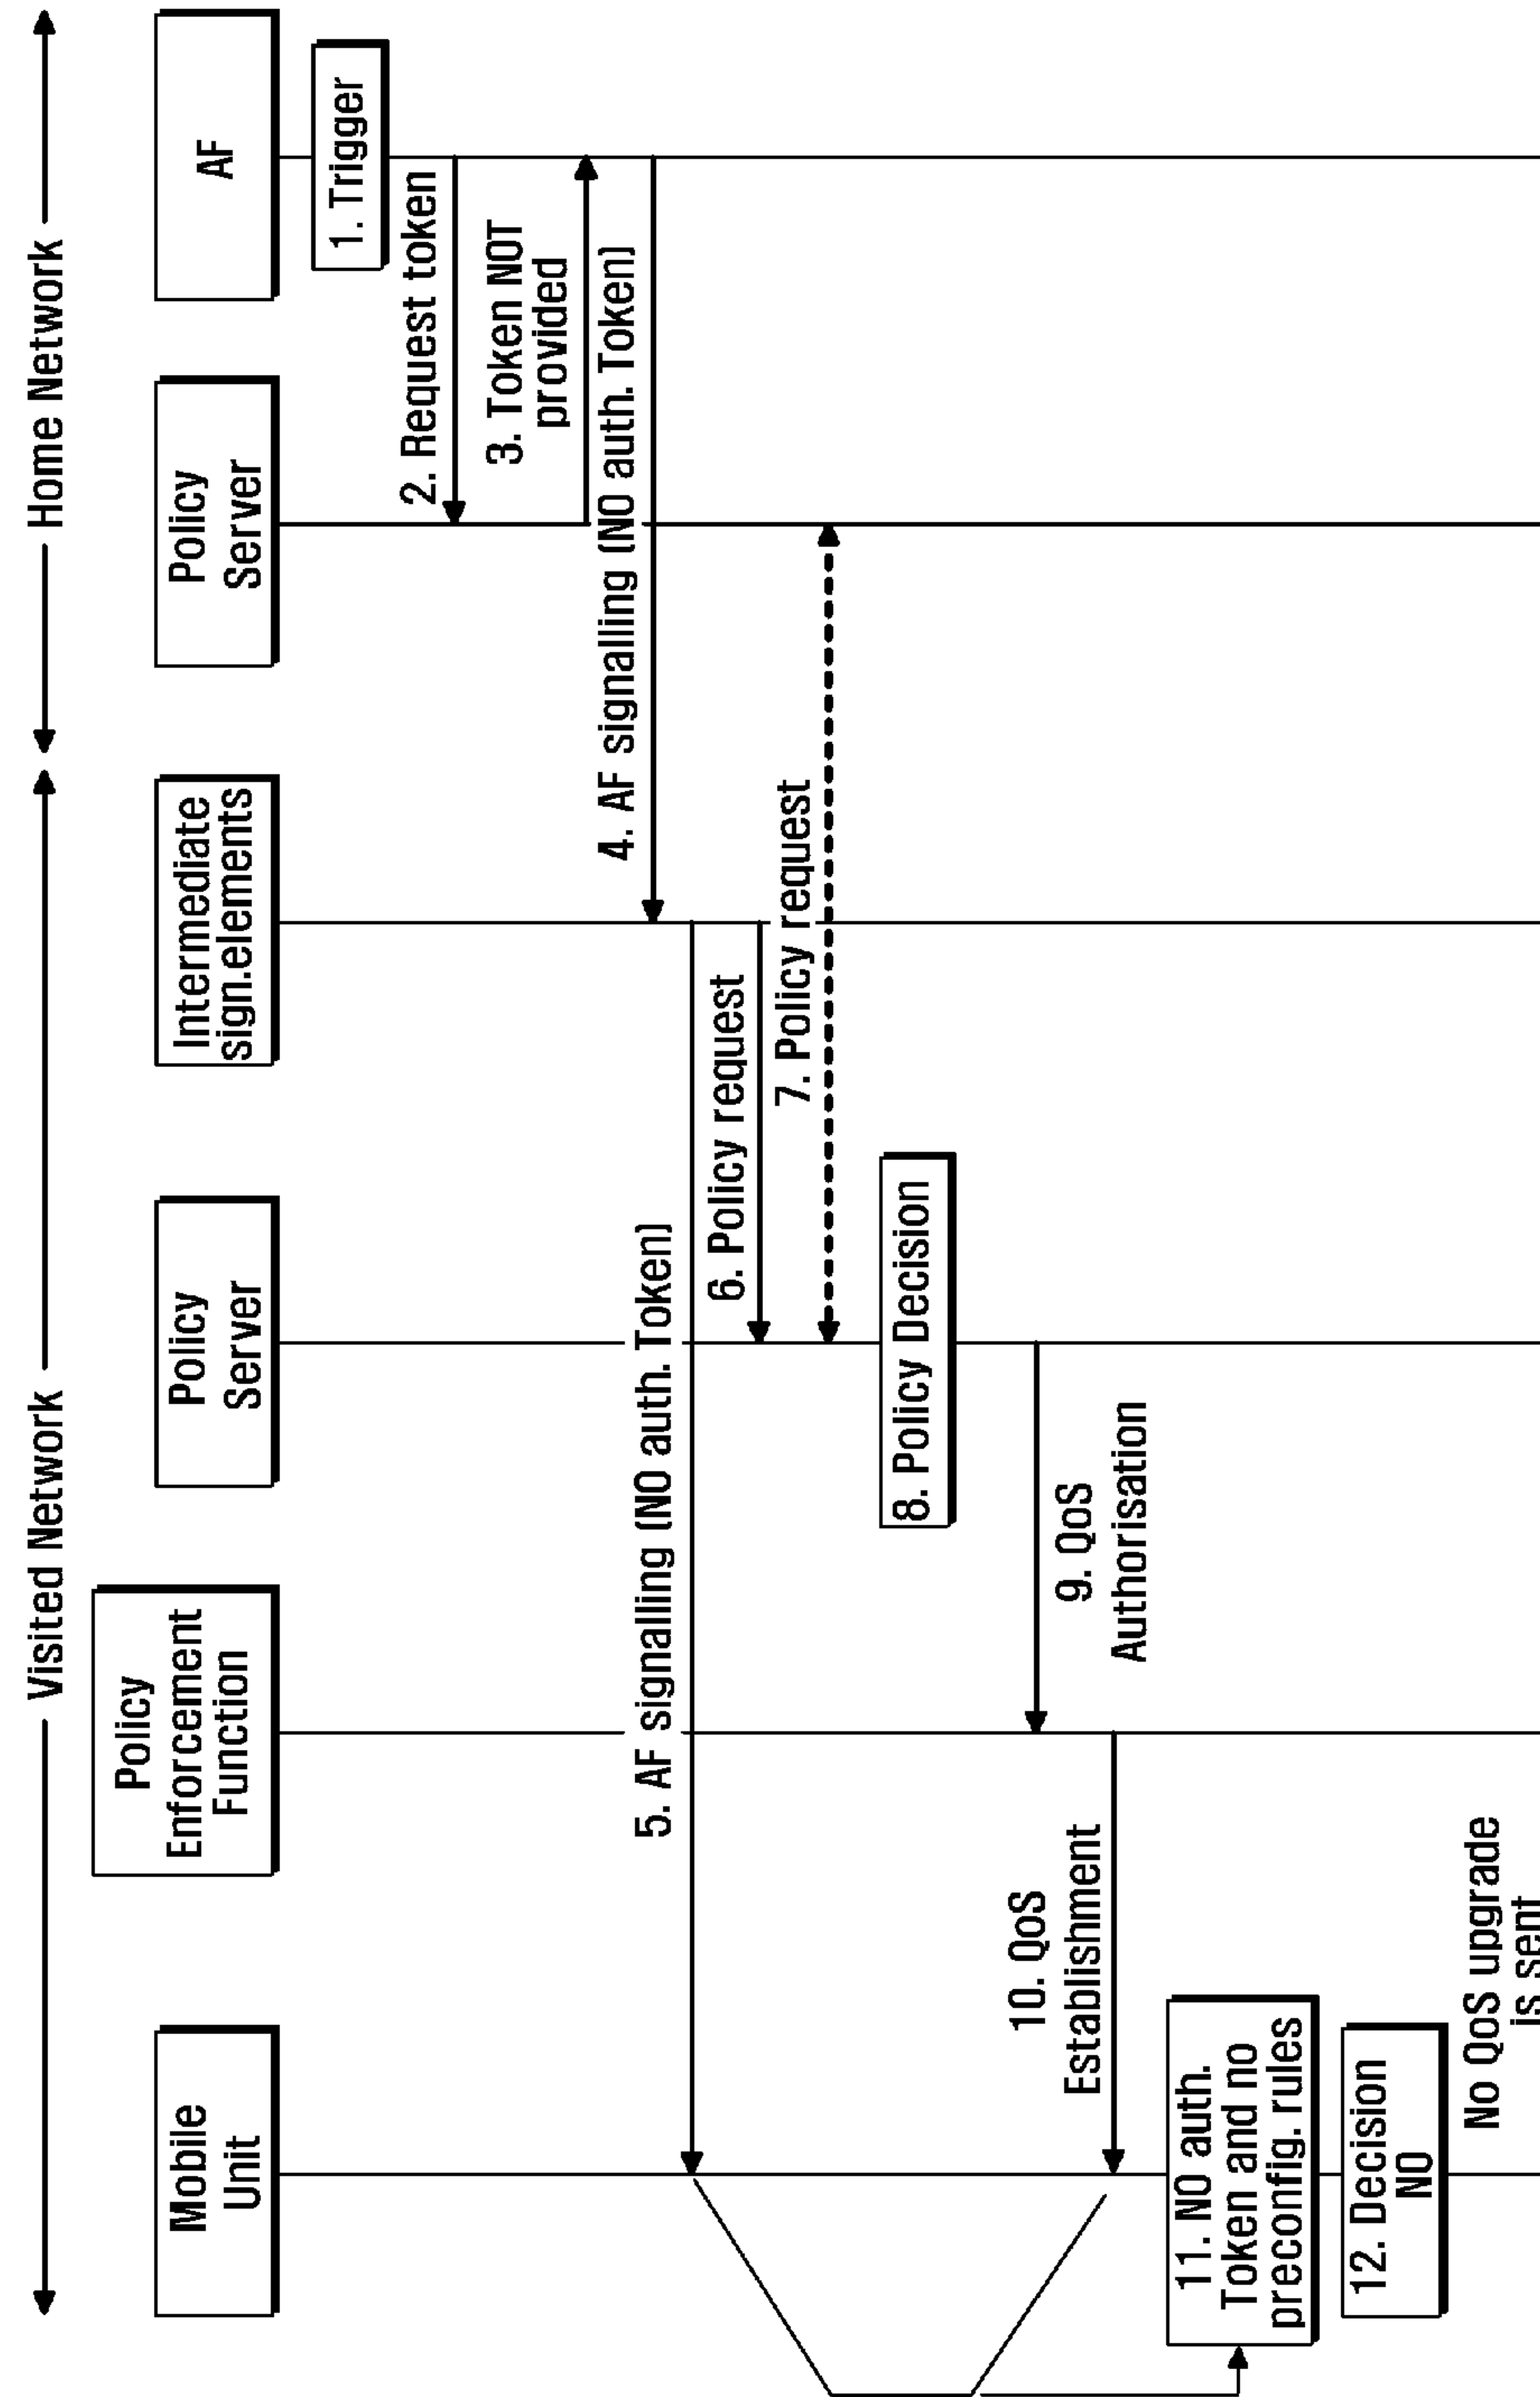 Visited Network
Home Network
Mobile
Unit
Policy
Enforcement
Function
Policy
Server
Intermediate
sign.elements
Policy
Server
AF
1. Trigger
2. Request token
3. Token NOT
provided
4. AF signalling (NO auth. Token)
5. AF signalling (NO auth. Token)
6. Policy request
7. Policy request
8. Policy Decision
9. QoS
Authorisation
10. QoS
Establishment
11. NO auth.
Token and no
preconfig. rules
12. Decision
NO
No QoS upgrade
is sent